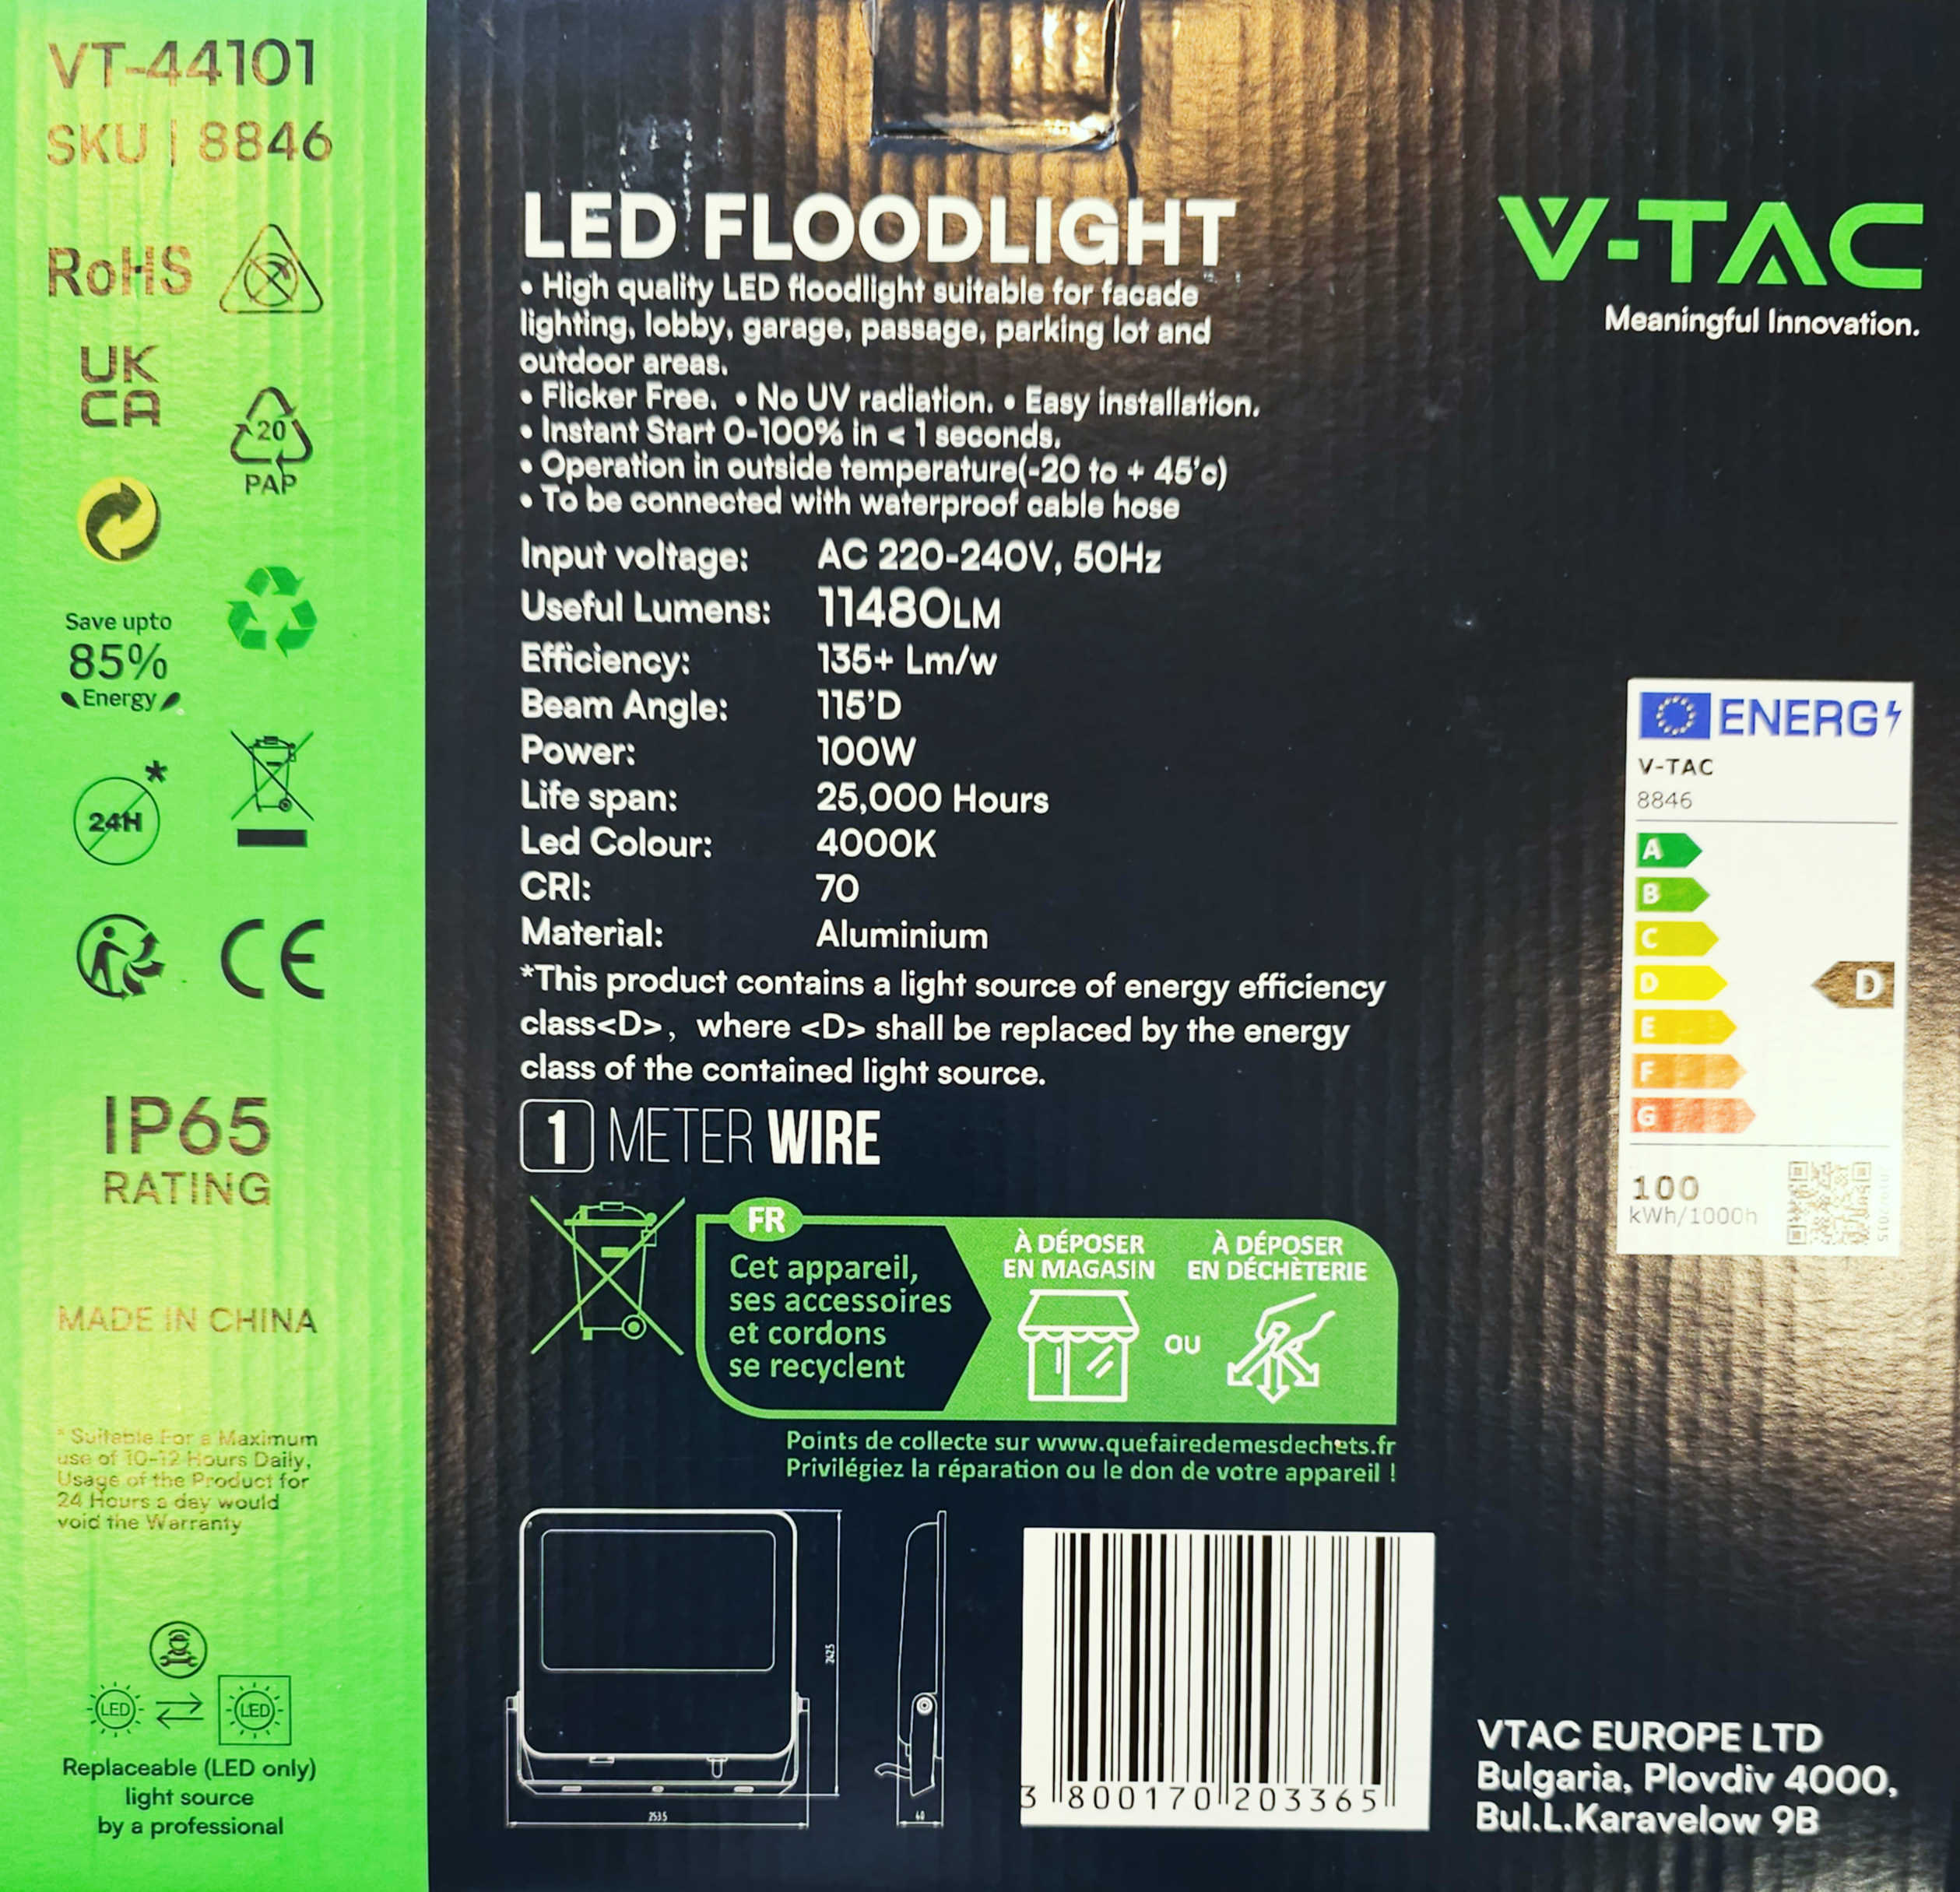 VT-44101
SKU | 8846
RoHS
UK
CA
20
PAP
Save upto
85%
Energy
24H
*
CE
IP65
RATING
MADE IN CHINA
* Suitable For a Maximum
use of 10-12 Hours Daily,
Usage of the Product for
24 Hours a day would
void the Warranty
LED
LED
Replaceable (LED only)
light source
by a professional
LED FLOODLIGHT
• High quality LED floodlight suitable for facade
lighting, lobby, garage, passage, parking lot and
outdoor areas.
• Flicker Free. • No UV radiation. • Easy installation.
• Instant Start 0-100% in < 1 seconds.
• Operation in outside temperature(-20 to + 45'c)
• To be connected with waterproof cable hose
Input voltage: AC 220-240V, 50Hz
Useful Lumens: 11480LM
Efficiency: 135+ Lm/w
Beam Angle: 115'D
Power: 100W
Life span: 25,000 Hours
Led Colour: 4000K
CRI: 70
Material: Aluminium
*This product contains a light source of energy efficiency
class<D>, where <D> shall be replaced by the energy
class of the contained light source.
1 METER WIRE
FR
Cet appareil,
ses accessoires
et cordons
se recyclent
À DÉPOSER
EN MAGASIN
OU
À DÉPOSER
EN DÉCHÈTERIE
Points de collecte sur www.quefairedemesdechets.fr
Privilégiez la réparation ou le don de votre appareil !
242.5
253.5
40
3 800170 203365
V-TAC
Meaningful Innovation.
ENERG
V-TAC
8846
A
B
C
D
D
E
F
G
100
kWh/1000h
VTAC EUROPE LTD
Bulgaria, Plovdiv 4000,
Bul.L.Karavelow 9B